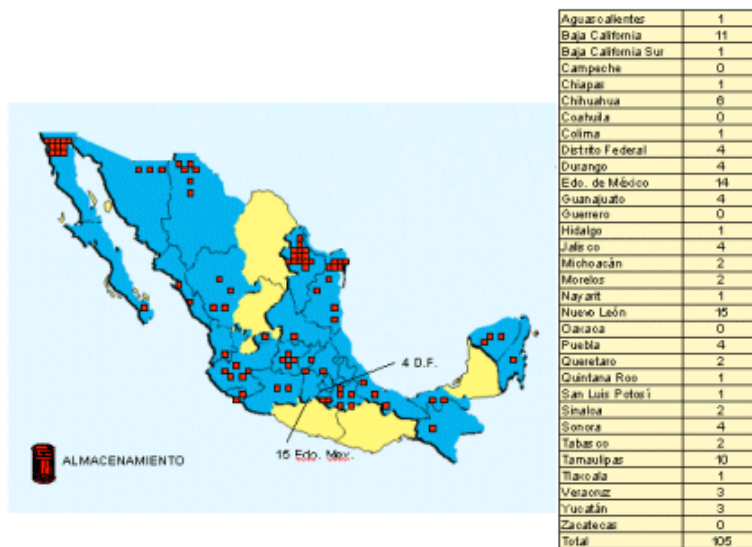 4 D.F.
15 Edo. Mex.
ALMACENAMIENTO
Aguascalientes 1
Baja California 11
Baja California Sur 1
Campeche 0
Chiapas 1
Chihuahua 6
Coahuila 0
Colima 1
Distrito Federal 4
Durango 4
Edo. de México 14
Guanajuato 4
Guerrero 0
Hidalgo 1
Jalisco 4
Michoacán 2
Morelos 2
Nayarit 1
Nuevo León 15
Oaxaca 0
Puebla 4
Queretaro 2
Quintana Roo 1
San Luis Potosí 1
Sinaloa 2
Sonora 4
Tabasco 2
Tamaulipas 10
Tlaxcala 1
Veracruz 3
Yucatán 3
Zacatecas 0
Total 105